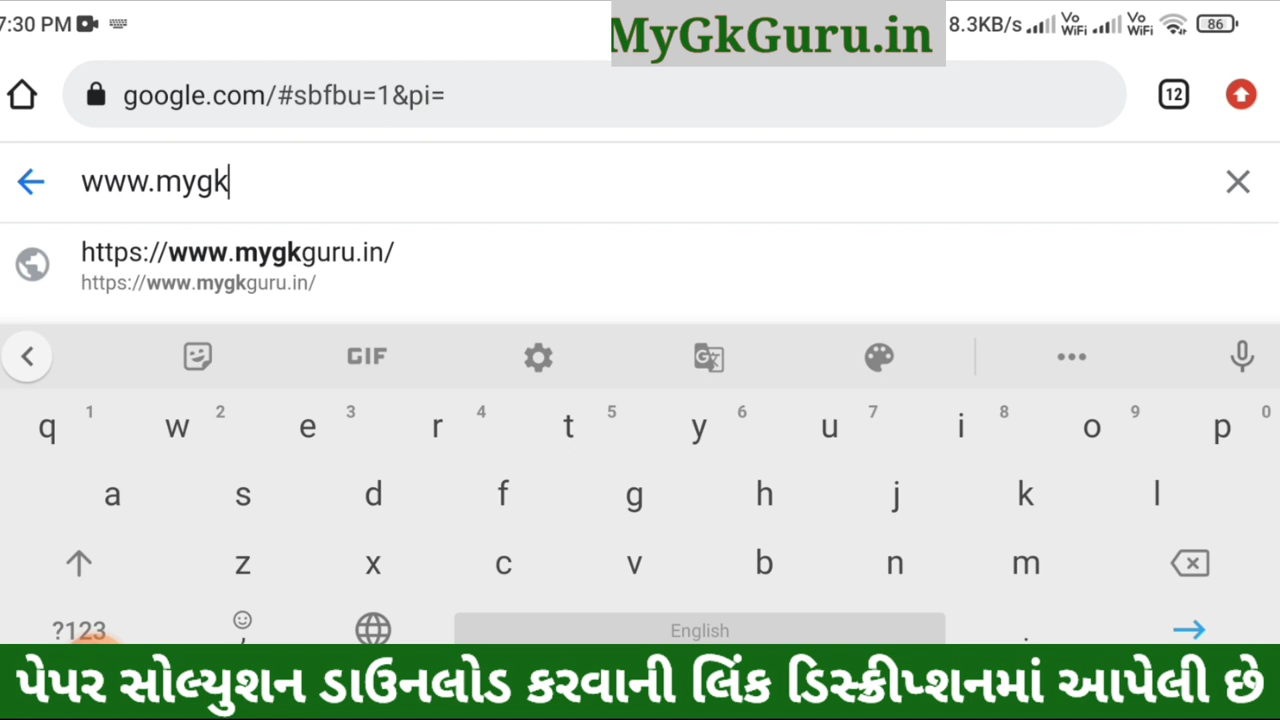 7:30 PM
MyGkGuru.in
8.3KB/s Vo WiFi Vo WiFi 86
google.com/#sbfbu=1&pi=
12
www.mygk
https://www.mygkguru.in/
https://www.mygkguru.in/
GIF
q 1 w 2 e 3 r 4 t 5 y 6 u 7 i 8 o 9 p 0
a s d f g h j k l
z x c v b n m
?123 , English .
પેપર સોલ્યુશન ડાઉનલોડ કરવાની લિંક ડિસ્ક્રીપ્શનમાં આપેલી છે